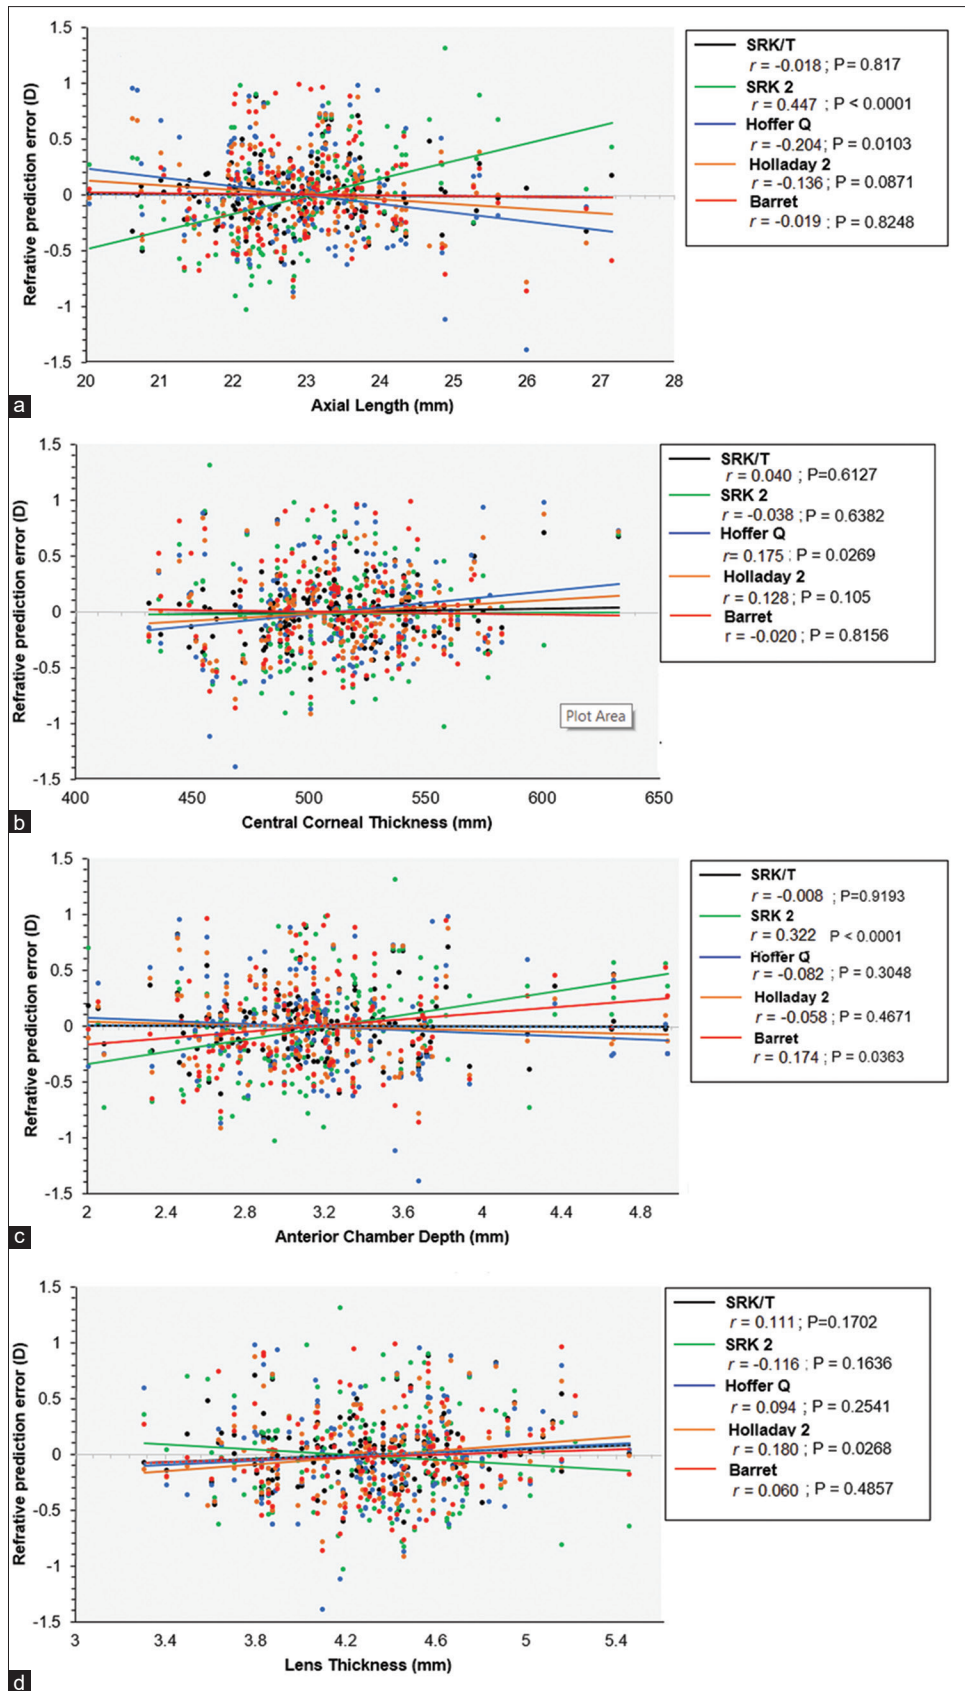 Refrative prediction error (D)
1.5
1
0.5
0
-0.5
-1
-1.5
20 21 22 23 24 25 26 27 28
Axial Length (mm)
a
SRK/T
r = -0.018 ; P = 0.817
SRK 2
r = 0.447 ; P < 0.0001
Hoffer Q
r = -0.204; P = 0.0103
Holladay 2
r = -0.136 ; P = 0.0871
Barret
r = -0.019 ; P = 0.8248
Refrative prediction error (D)
1.5
1
0.5
0
-0.5
-1
-1.5
400 450 500 550 600 650
Central Corneal Thickness (mm)
Plot Area
b
SRK/T
r = 0.040 ; P=0.6127
SRK 2
r = -0.038 ; P = 0.6382
Hoffer Q
r= 0.175 ; P = 0.0269
Holladay 2
r = 0.128 ; P = 0.105
Barret
r = -0.020 ; P = 0.8156
Refrative prediction error (D)
1.5
1
0.5
0
-0.5
-1
-1.5
2 2.4 2.8 3.2 3.6 4 4.4 4.8
Anterior Chamber Depth (mm)
c
SRK/T
r = -0.008 ; P=0.9193
SRK 2
r = 0.322 P < 0.0001
Hoffer Q
r = -0.082 ; P = 0.3048
Holladay 2
r = -0.058 ; P = 0.4671
Barret
r = 0.174 ; P = 0.0363
Refrative prediction error (D)
1.5
1
0.5
0
-0.5
-1
-1.5
3 3.4 3.8 4.2 4.6 5 5.4
Lens Thickness (mm)
d
SRK/T
r = 0.111 ; P=0.1702
SRK 2
r = -0.116 ; P = 0.1636
Hoffer Q
r = 0.094 ; P = 0.2541
Holladay 2
r = 0.180 ; P = 0.0268
Barret
r = 0.060 ; P = 0.4857